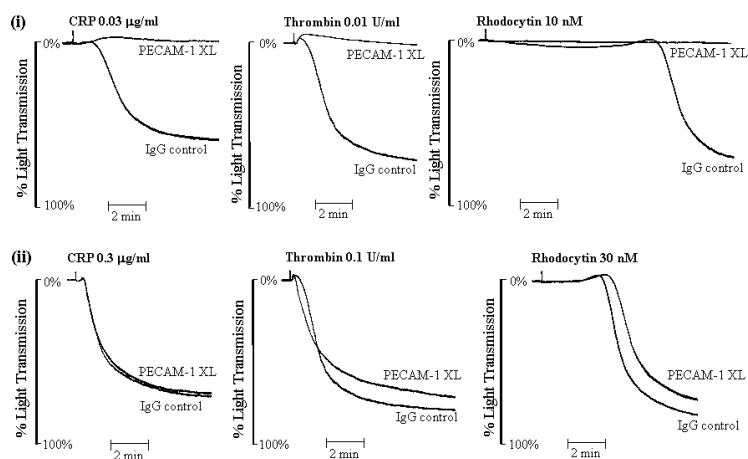 (i)
CRP 0.03 µg/ml
0%
PECAM-1 XL
IgG control
% Light Transmission
100%
2 min
Thrombin 0.01 U/ml
0%
PECAM-1 XL
IgG control
% Light Transmission
100%
2 min
Rhodocytin 10 nM
0%
PECAM-1 XL
IgG control
% Light Transmission
100%
2 min
(ii)
CRP 0.3 µg/ml
0%
PECAM-1 XL
IgG control
% Light Transmission
100%
2 min
Thrombin 0.1 U/ml
0%
PECAM-1 XL
IgG control
% Light Transmission
100%
2 min
Rhodocytin 30 nM
0%
PECAM-1 XL
IgG control
% Light Transmission
100%
2 min